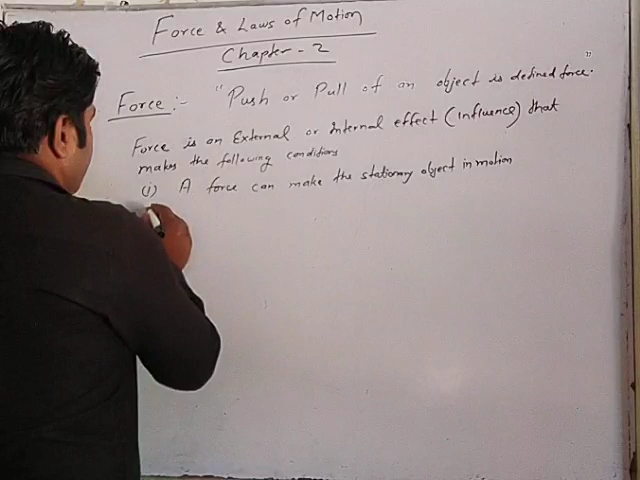 Force & Laws of Motion
Chapter - 2
Force :- "Push or Pull of an object is defined force."
Force is an External or Internal effect (influence) that
makes the following conditions
(i) A force can make the stationary object in motion